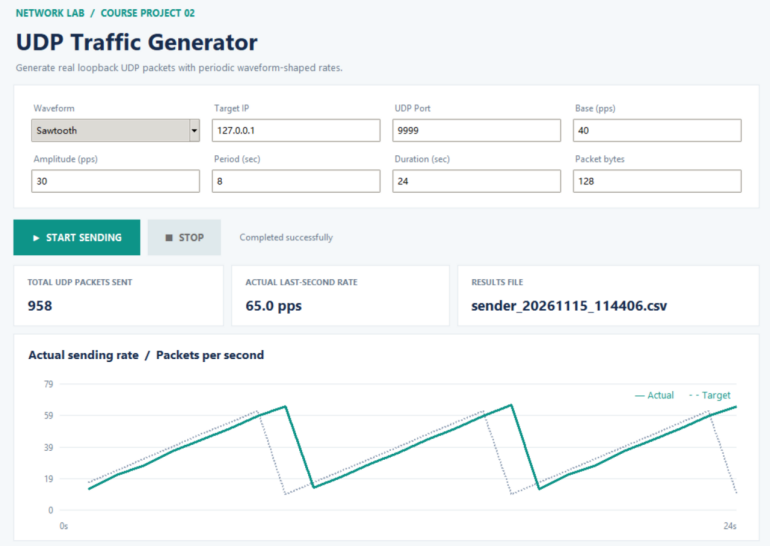 NETWORK LAB / COURSE PROJECT 02
UDP Traffic Generator
Generate real loopback UDP packets with periodic waveform-shaped rates.
Waveform Target IP UDP Port Base (pps)
Sawtooth 127.0.0.1 9999 40
Amplitude (pps) Period (sec) Duration (sec) Packet bytes
30 8 24 128
► START SENDING ■ STOP Completed successfully
TOTAL UDP PACKETS SENT ACTUAL LAST-SECOND RATE RESULTS FILE
958 65.0 pps sender_20261115_114406.csv
Actual sending rate / Packets per second
79
— Actual -- Target
59
39
19
0
0s 24s